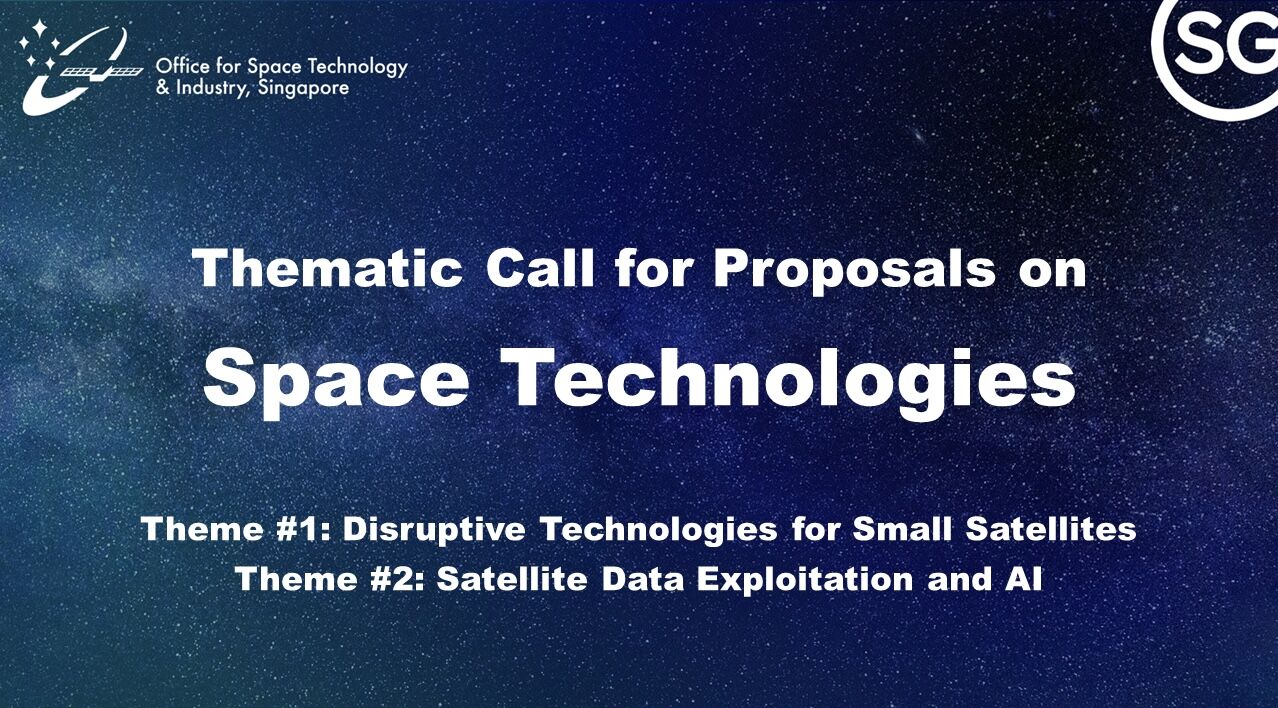 Office for Space Technology
& Industry, Singapore
SG
Thematic Call for Proposals on
Space Technologies
Theme #1: Disruptive Technologies for Small Satellites
Theme #2: Satellite Data Exploitation and AI